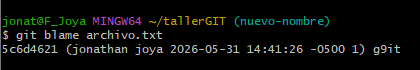 jonat@F_Joya MINGW64 ~/tallerGIT (nuevo-nombre)
$ git blame archivo.txt
5c6d4621 (jonathan joya 2026-05-31 14:41:26 -0500 1) g9it